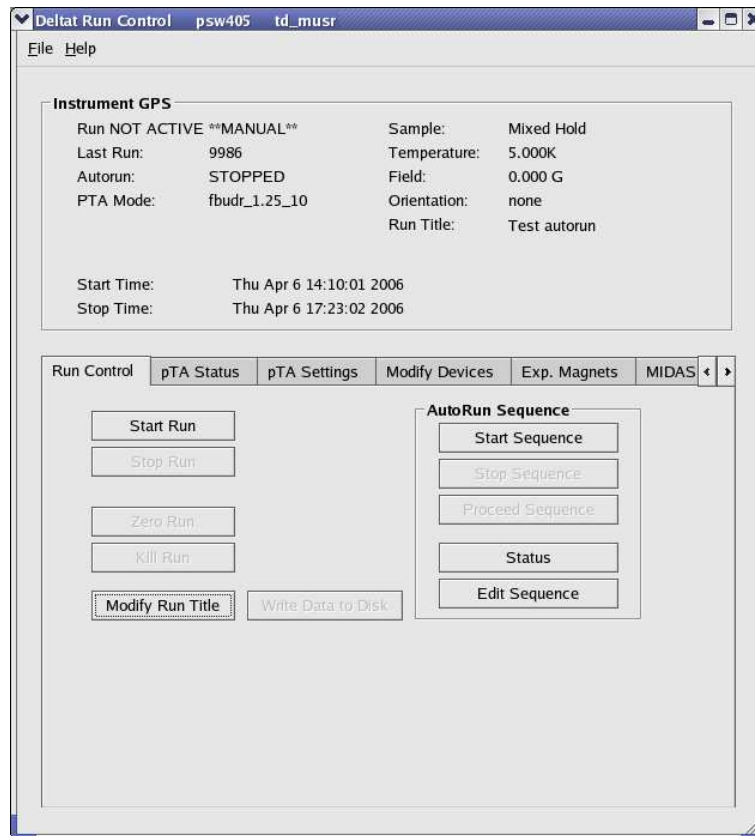 Deltat Run Control psw405 td_musr
File Help
Instrument GPS
Run NOT ACTIVE **MANUAL**
Last Run: 9986
Autorun: STOPPED
PTA Mode: fbudr_1.25_10
Sample: Mixed Hold
Temperature: 5.000K
Field: 0.000 G
Orientation: none
Run Title: Test autorun
Start Time: Thu Apr 6 14:10:01 2006
Stop Time: Thu Apr 6 17:23:02 2006
Run Control pTA Status pTA Settings Modify Devices Exp. Magnets MIDAS
Start Run
Stop Run
Zero Run
Kill Run
Modify Run Title Write Data to Disk
AutoRun Sequence
Start Sequence
Stop Sequence
Proceed Sequence
Status
Edit Sequence